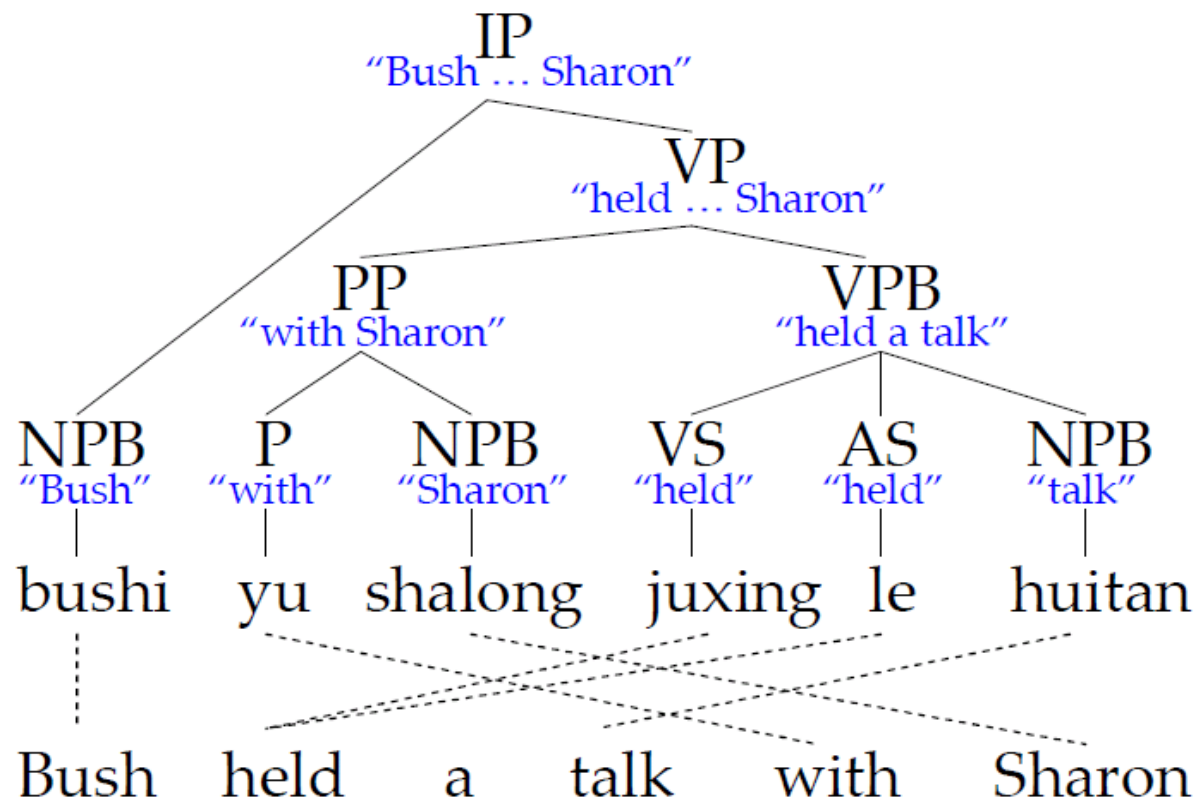 IP
“Bush … Sharon”
VP
“held … Sharon”
PP VPB
“with Sharon” “held a talk”
NPB P NPB VS AS NPB
“Bush” “with” “Sharon” “held” “held” “talk”
bushi yu shalong juxing le huitan
Bush held a talk with Sharon